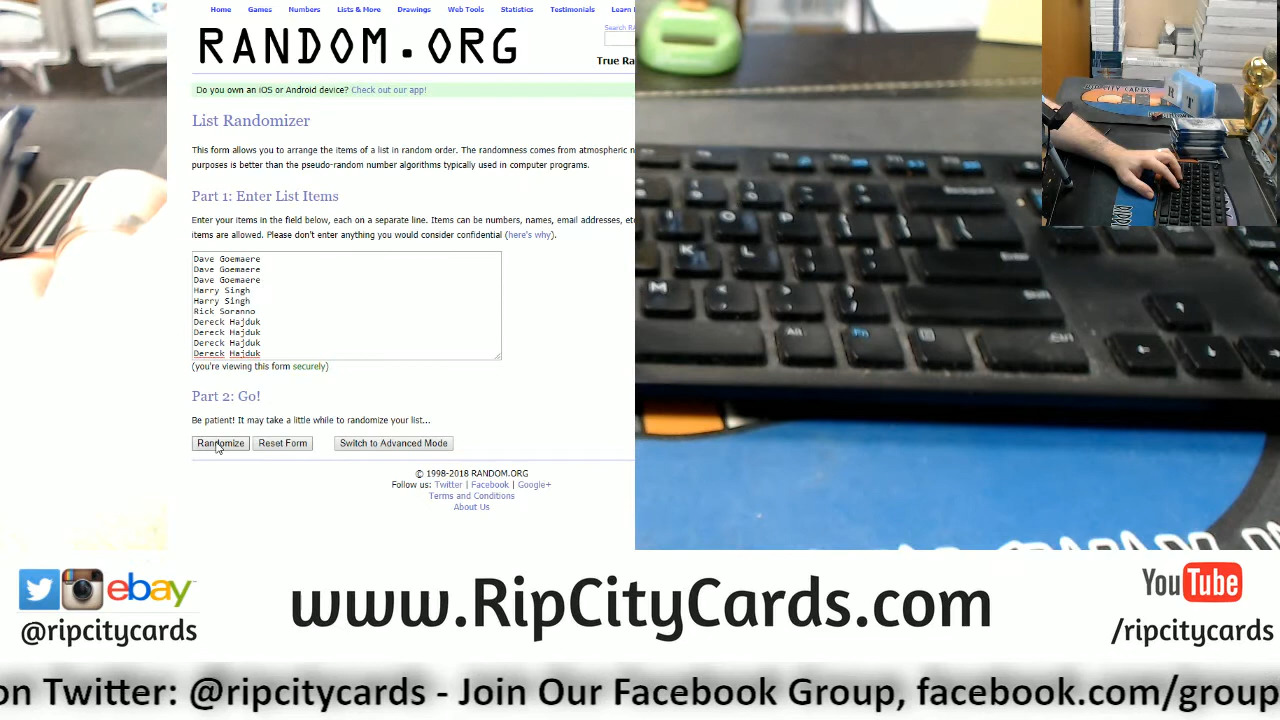 Home Games Numbers Lists & More Drawings Web Tools Statistics Testimonials Learn
RANDOM.ORG
True Ra
Do you own an iOS or Android device? Check out our app!
List Randomizer
This form allows you to arrange the items of a list in random order. The randomness comes from atmospheric n
purposes is better than the pseudo-random number algorithms typically used in computer programs.
Part 1: Enter List Items
Enter your items in the field below, each on a separate line. Items can be numbers, names, email addresses, etc
items are allowed. Please don't enter anything you would consider confidential (here's why).
Dave Goemaere
Dave Goemaere
Dave Goemaere
Harry Singh
Harry Singh
Rick Soranno
Dereck Hajduk
Dereck Hajduk
Dereck Hajduk
Dereck Hajduk
(you're viewing this form securely)
Part 2: Go!
Be patient! It may take a little while to randomize your list...
Randomize Reset Form Switch to Advanced Mode
© 1998-2018 RANDOM.ORG
Follow us: Twitter | Facebook | Google+
Terms and Conditions
About Us
RIP CITY CARDS
R T
K L
M
Alt Fn Ctrl
ebay
@ripcitycards
www.RipCityCards.com
YouTube
/ripcitycards
on Twitter: @ripcitycards - Join Our Facebook Group, facebook.com/group